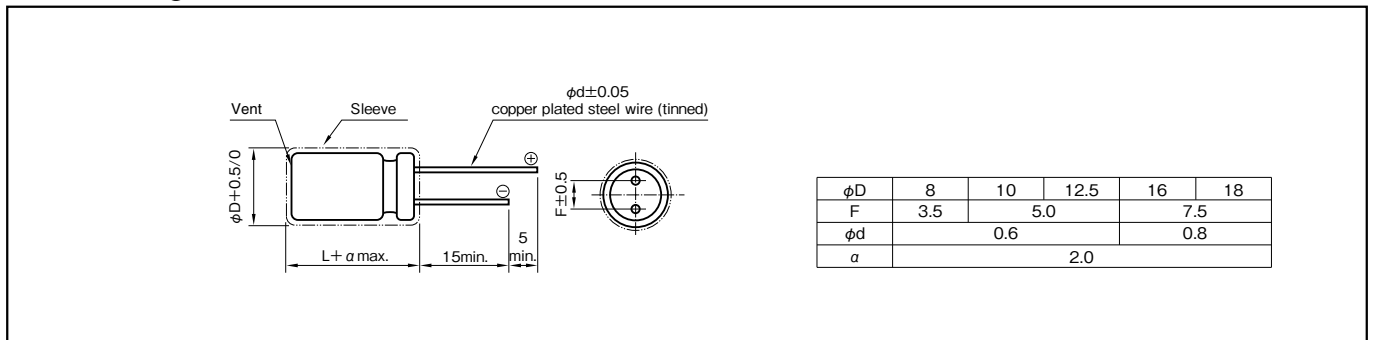 φd±0.05
Vent
Sleeve
copper plated steel wire (tinned)
φD+0.5/0
⊕
⊖
F±0.5
L+α max.
15min.
5
min.
φD 8 10 12.5 16 18
F 3.5 5.0 7.5
φd 0.6 0.8
α 2.0